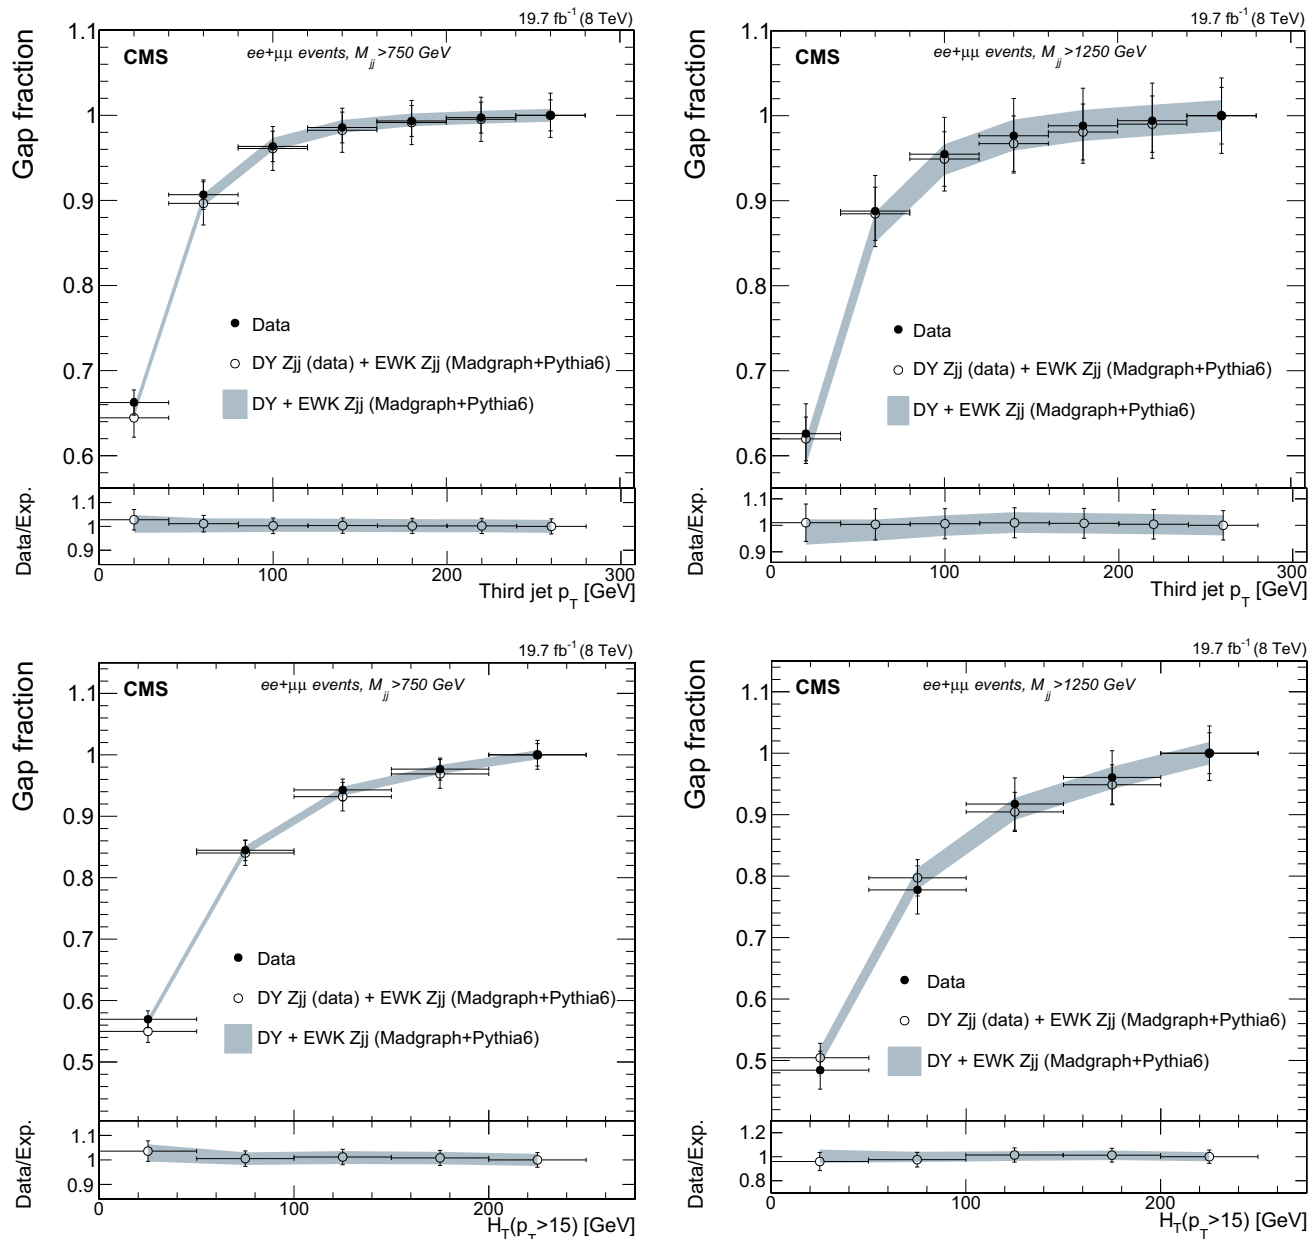 19.7 fb⁻¹ (8 TeV)
Gap fraction
CMS
ee+μμ events, M_jj >750 GeV
1.1
1
0.9
0.8
0.7
0.6
Data
DY Zjj (data) + EWK Zjj (Madgraph+Pythia6)
DY + EWK Zjj (Madgraph+Pythia6)
Data/Exp.
1.1
1
0.9
0 100 200 300
Third jet p_T [GeV]
19.7 fb⁻¹ (8 TeV)
Gap fraction
CMS
ee+μμ events, M_jj >1250 GeV
1.1
1
0.9
0.8
0.7
0.6
Data
DY Zjj (data) + EWK Zjj (Madgraph+Pythia6)
DY + EWK Zjj (Madgraph+Pythia6)
Data/Exp.
1.1
1
0.9
0 100 200 300
Third jet p_T [GeV]
19.7 fb⁻¹ (8 TeV)
Gap fraction
CMS
ee+μμ events, M_jj >750 GeV
1.1
1
0.9
0.8
0.7
0.6
0.5
Data
DY Zjj (data) + EWK Zjj (Madgraph+Pythia6)
DY + EWK Zjj (Madgraph+Pythia6)
Data/Exp.
1.1
1
0.9
0 100 200
H_T(p_T>15) [GeV]
19.7 fb⁻¹ (8 TeV)
Gap fraction
CMS
ee+μμ events, M_jj >1250 GeV
1.1
1
0.9
0.8
0.7
0.6
0.5
Data
DY Zjj (data) + EWK Zjj (Madgraph+Pythia6)
DY + EWK Zjj (Madgraph+Pythia6)
Data/Exp.
1.2
1
0.8
0 100 200
H_T(p_T>15) [GeV]